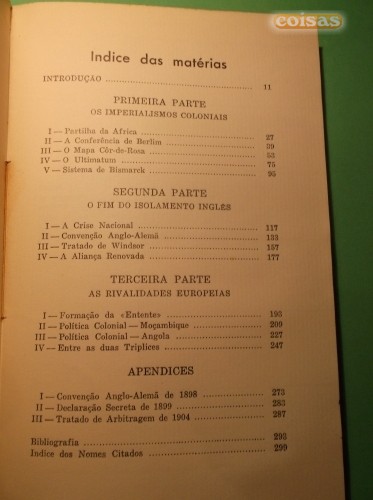 coisas
Indice das matérias
INTRODUÇÃO 11
PRIMEIRA PARTE
OS IMPERIALISMOS COLONIAIS
I — Partilha da Africa 27
II — A Conferência de Berlim 39
III — O Mapa Côr-de-Rosa 53
IV — O Ultimatum 75
V — Sistema de Bismarck 95
SEGUNDA PARTE
O FIM DO ISOLAMENTO INGLÊS
I — A Crise Nacional 117
II — Convenção Anglo-Alemã 133
III — Tratado de Windsor 157
IV — A Aliança Renovada 177
TERCEIRA PARTE
AS RIVALIDADES EUROPEIAS
I — Formação da «Entente» 193
II — Política Colonial — Moçambique 209
III — Política Colonial — Angola 227
IV — Entre as duas Tríplices 247
APENDICES
I — Convenção Anglo-Alemã de 1898 273
II — Declaração Secreta de 1899 283
III — Tratado de Arbitragem de 1904 287
Bibliografia 293
Indice dos Nomes Citados 299